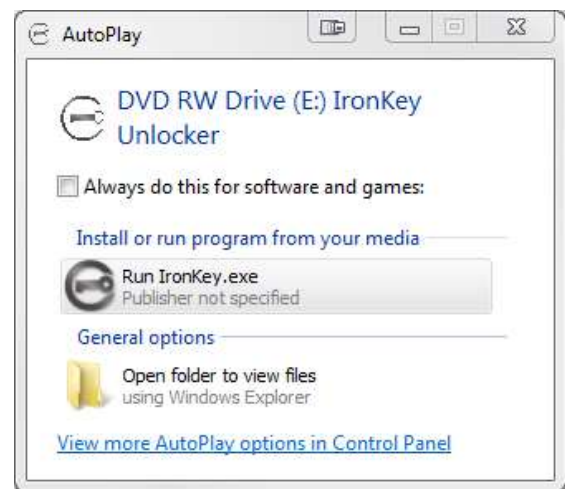 AutoPlay
DVD RW Drive (E:) IronKey
Unlocker
Always do this for software and games:
Install or run program from your media
Run IronKey.exe
Publisher not specified
General options
Open folder to view files
using Windows Explorer
View more AutoPlay options in Control Panel